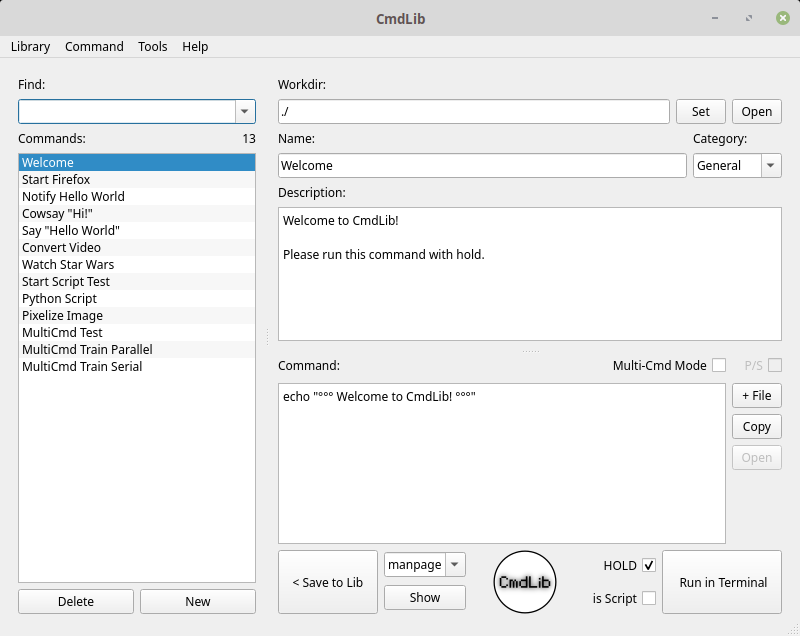 CmdLib
Library Command Tools Help
Find:
Commands: 13
Welcome
Start Firefox
Notify Hello World
Cowsay "Hi!"
Say "Hello World"
Convert Video
Watch Star Wars
Start Script Test
Python Script
Pixelize Image
MultiCmd Test
MultiCmd Train Parallel
MultiCmd Train Serial
Delete New
Workdir:
./ Set Open
Name: Category:
Welcome General
Description:
Welcome to CmdLib!
Please run this command with hold.
Command: Multi-Cmd Mode P/S
echo "°°° Welcome to CmdLib! °°°"
+ File
Copy
Open
< Save to Lib
manpage
Show
CmdLib
HOLD
is Script
Run in Terminal